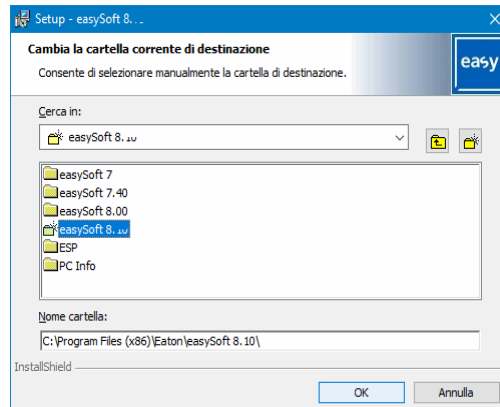 Setup - easySoft 8. . .
Cambia la cartella corrente di destinazione
Consente di selezionare manualmente la cartella di destinazione.
easy
Cerca in:
easySoft 8.10
easySoft 7
easySoft 7.40
easySoft 8.00
easySoft 8.10
ESP
PC Info
Nome cartella:
C:\Program Files (x86)\Eaton\easySoft 8.10\
InstallShield
OK
Annulla